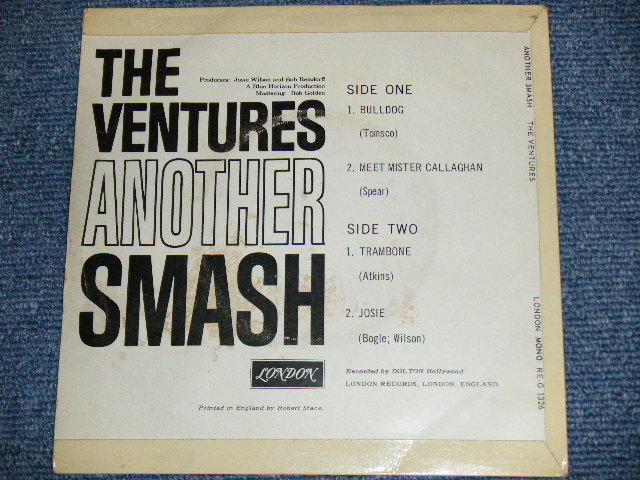 THE
VENTURES
ANOTHER
SMASH
Producers: Josie Wilson and Bob Reisdorff
A Blue Horizon Production
Mastering: Bob Golden
SIDE ONE
1. BULLDOG
(Tomsco)
2. MEET MISTER CALLAGHAN
(Spear)
SIDE TWO
1. TRAMBONE
(Atkins)
2. JOSIE
(Bogle; Wilson)
LONDON
Recorded by DOLTON Hollywood
LONDON RECORDS, LONDON, ENGLAND
Printed in England by Robert Stace.
ANOTHER SMASH THE VENTURES
LONDON MONO RE-G 1326